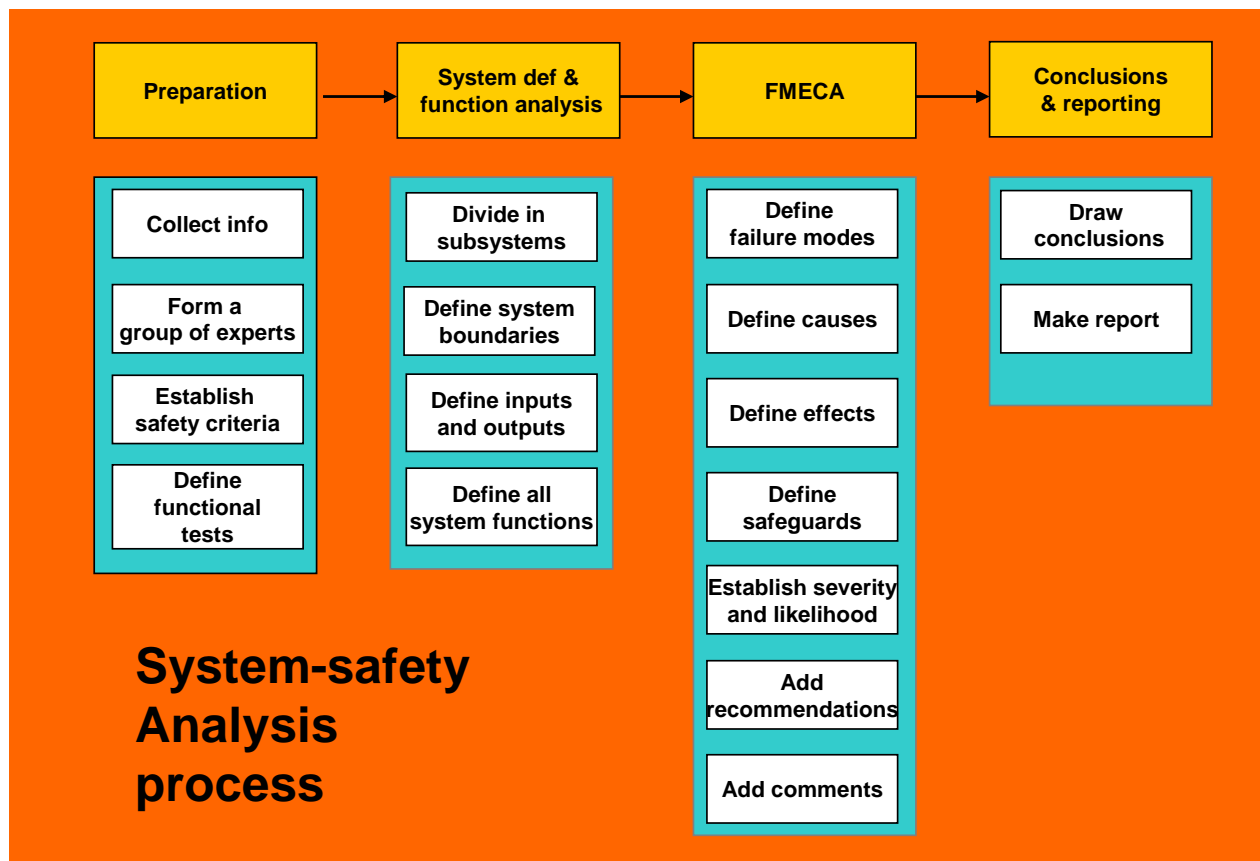 Preparation
System def &
function analysis
FMECA
Conclusions
& reporting
Collect info
Form a
group of experts
Establish
safety criteria
Define
functional
tests
Divide in
subsystems
Define system
boundaries
Define inputs
and outputs
Define all
system functions
Define
failure modes
Define causes
Define effects
Define
safeguards
Establish severity
and likelihood
Add
recommendations
Add comments
Draw
conclusions
Make report
System-safety
Analysis
process